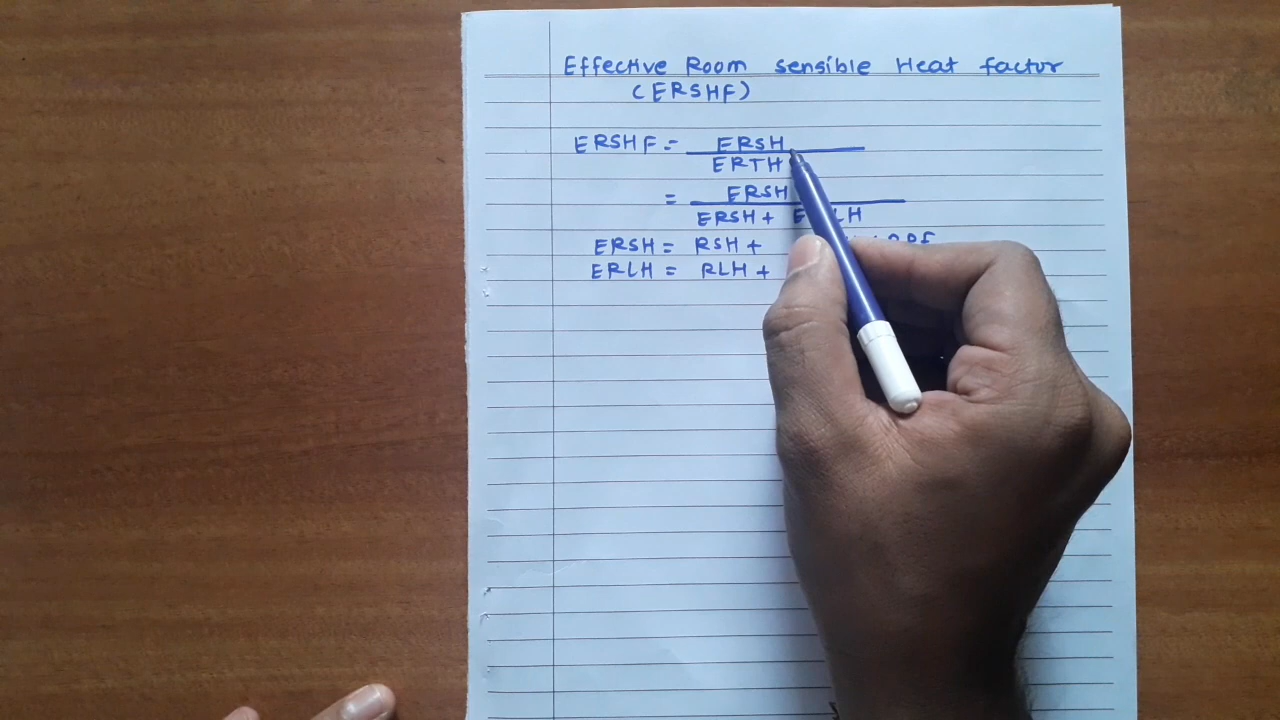 Effective Room sensible Heat factor
(ERSHF)
ERSHF = ERSH
ERTH
= ERSH
ERSH +
ERSH = RSH +
ERLH = RLH +